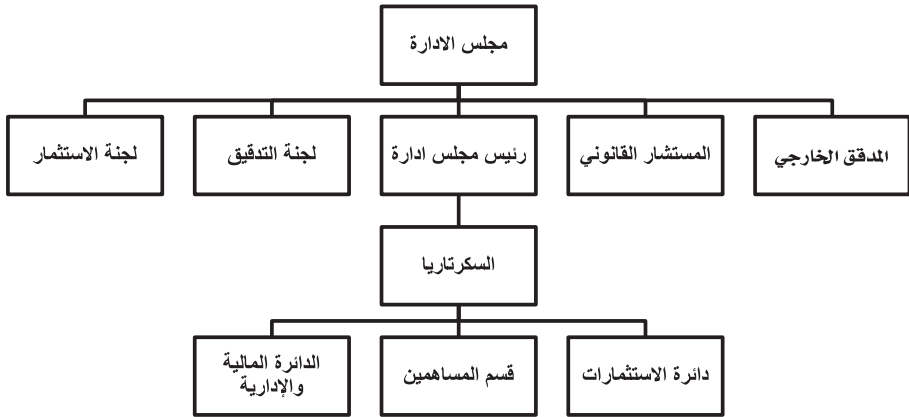 مجلس الادارة
المدقق الخارجي
المستشار القانوني
رئيس مجلس ادارة
لجنة التدقيق
لجنة الاستثمار
السكرتاريا
دائرة الاستثمارات
قسم المساهمين
الدائرة المالية
والإدارية